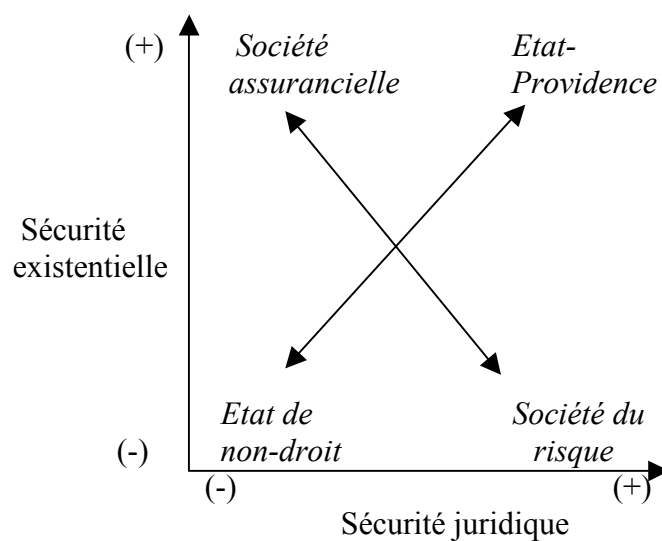 (+)
Société
assurancielle
Etat-
Providence
Sécurité
existentielle
Etat de
non-droit
Société du
risque
(-)
(-)
(+)
Sécurité juridique